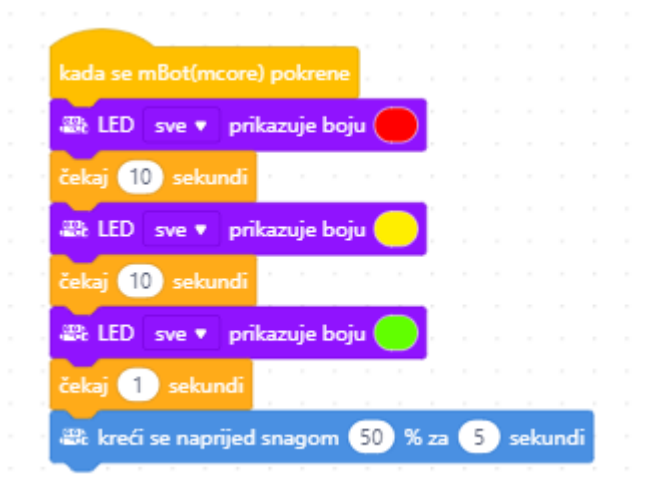 kada se mBot(mcore) pokrene
LED sve ▼ prikazuje boju
čekaj 10 sekundi
LED sve ▼ prikazuje boju
čekaj 10 sekundi
LED sve ▼ prikazuje boju
čekaj 1 sekundi
kreći se naprijed snagom 50 % za 5 sekundi